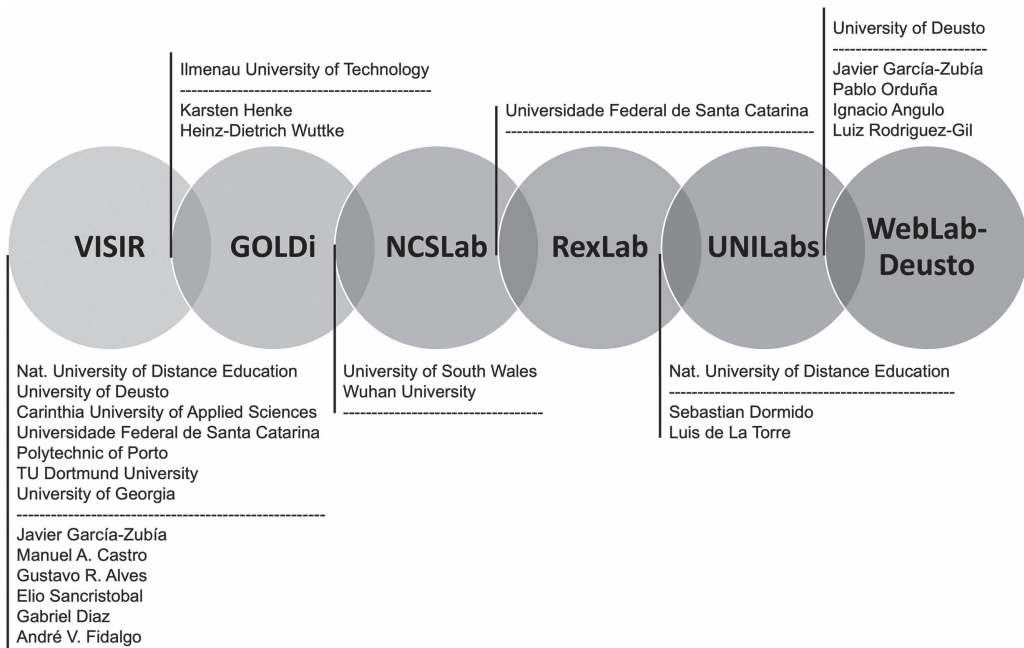 University of Deusto
---------------------------
Javier García-Zubía
Pablo Orduña
Ignacio Angulo
Luiz Rodriguez-Gil
Ilmenau University of Technology
--------------------------------------------
Karsten Henke
Heinz-Dietrich Wuttke
Universidade Federal de Santa Catarina
------------------------------------------------------
VISIR
GOLDi
NCSLab
RexLab
UNILabs
WebLab-
Deusto
Nat. University of Distance Education
University of Deusto
Carinthia University of Applied Sciences
Universidade Federal de Santa Catarina
Polytechnic of Porto
TU Dortmund University
University of Georgia
------------------------------------------------------
Javier García-Zubía
Manuel A. Castro
Gustavo R. Alves
Elio Sancristobal
Gabriel Diaz
André V. Fidalgo
University of South Wales
Wuhan University
-----------------------------------
Nat. University of Distance Education
--------------------------------------------------
Sebastian Dormido
Luis de La Torre